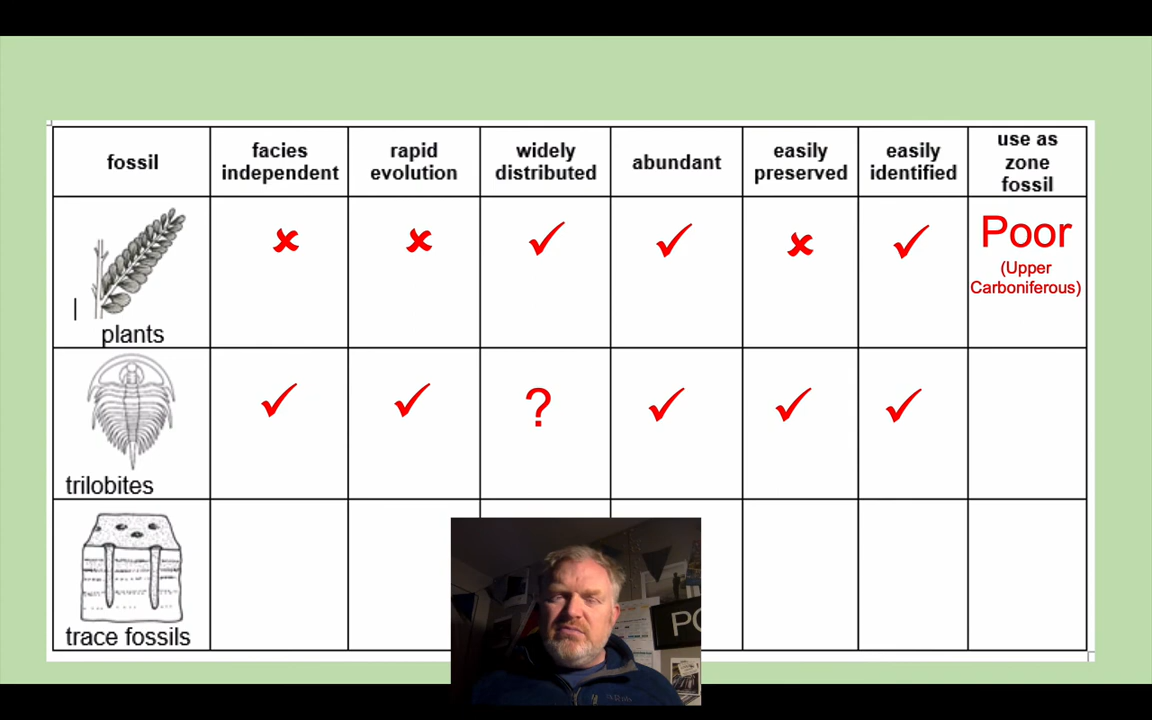 fossil
facies
independent
rapid
evolution
widely
distributed
abundant
easily
preserved
easily
identified
use as
zone
fossil
plants
✘
✘
✓
✓
✘
✓
Poor
(Upper
Carboniferous)
trilobites
✓
✓
?
✓
✓
✓
trace fossils